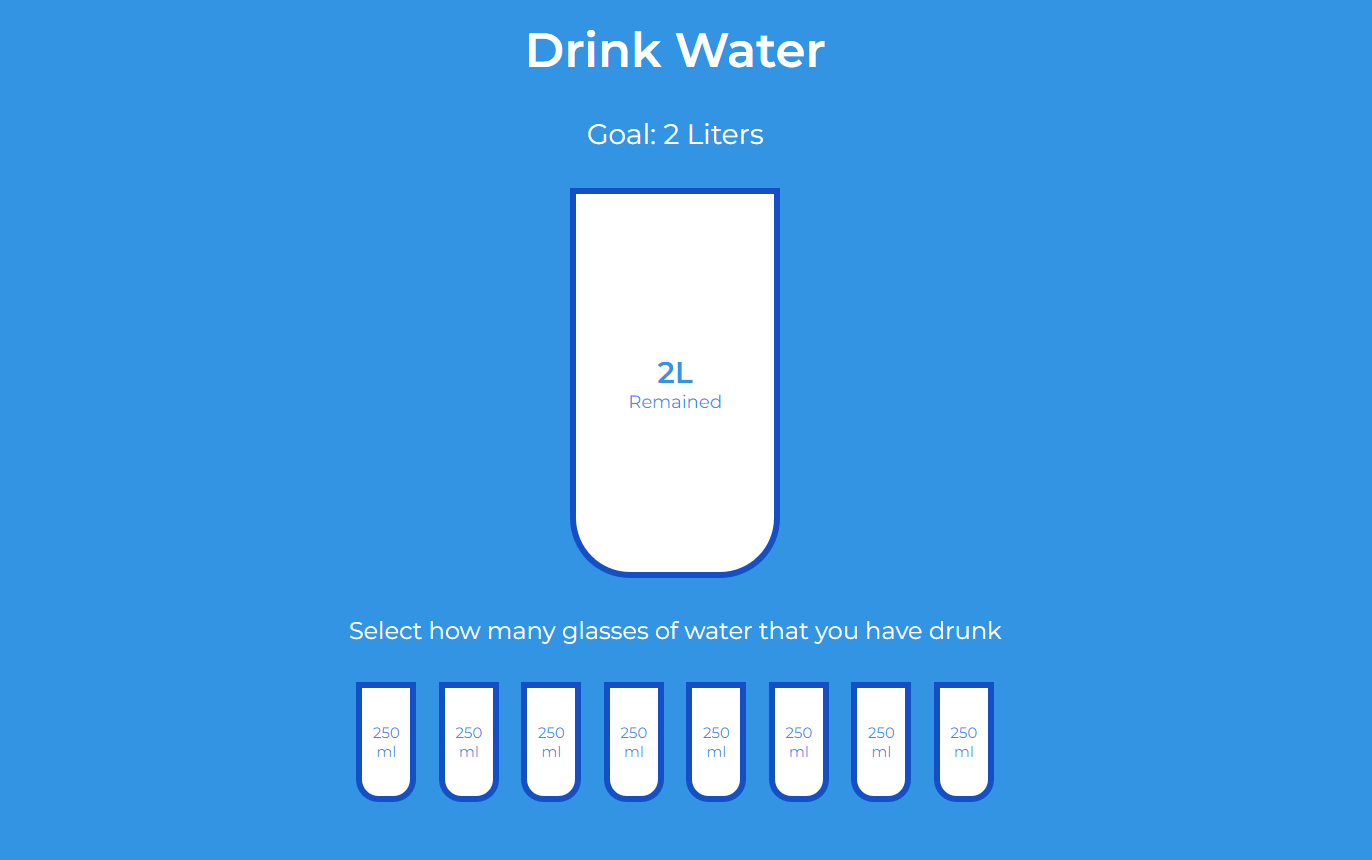 Drink Water
Goal: 2 Liters
2L
Remained
Select how many glasses of water that you have drunk
250 250 250 250 250 250 250 250
ml ml ml ml ml ml ml ml